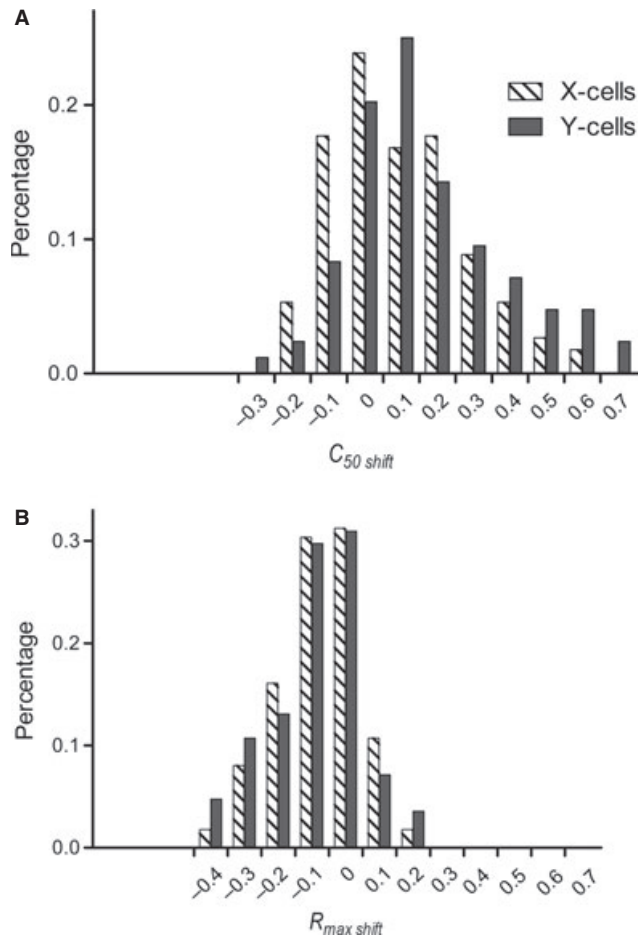 A
Percentage
0.2
0.1
0.0
X-cells
Y-cells
–0.3 –0.2 –0.1 0 0.1 0.2 0.3 0.4 0.5 0.6 0.7
C50 shift
B
Percentage
0.3
0.2
0.1
0.0
–0.4 –0.3 –0.2 –0.1 0 0.1 0.2 0.3 0.4 0.5 0.6 0.7
Rmax shift